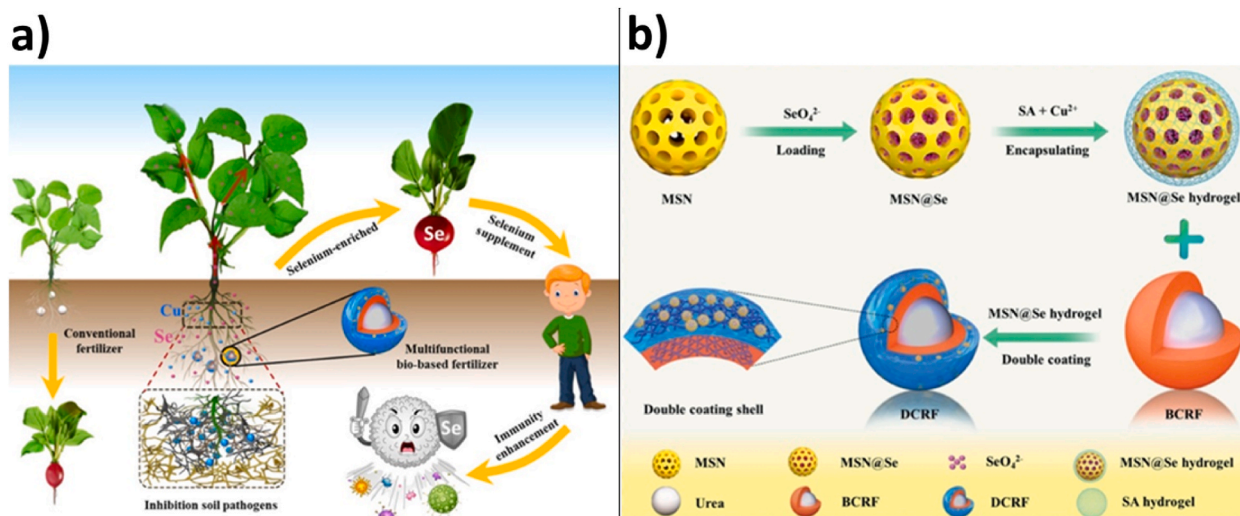 a)
Se
Selenium-enriched
Selenium
supplement
Cu
Se
Conventional
fertilizer
Multifunctional
bio-based fertilizer
Se
Immunity
enhancement
Inhibition soil pathogens
b)
SeO₄²⁻
Loading
SA + Cu²⁺
Encapsulating
MSN
MSN@Se
MSN@Se hydrogel
MSN@Se hydrogel
Double coating
Double coating shell
DCRF
BCRF
MSN
MSN@Se
SeO₄²⁻
MSN@Se hydrogel
Urea
BCRF
DCRF
SA hydrogel